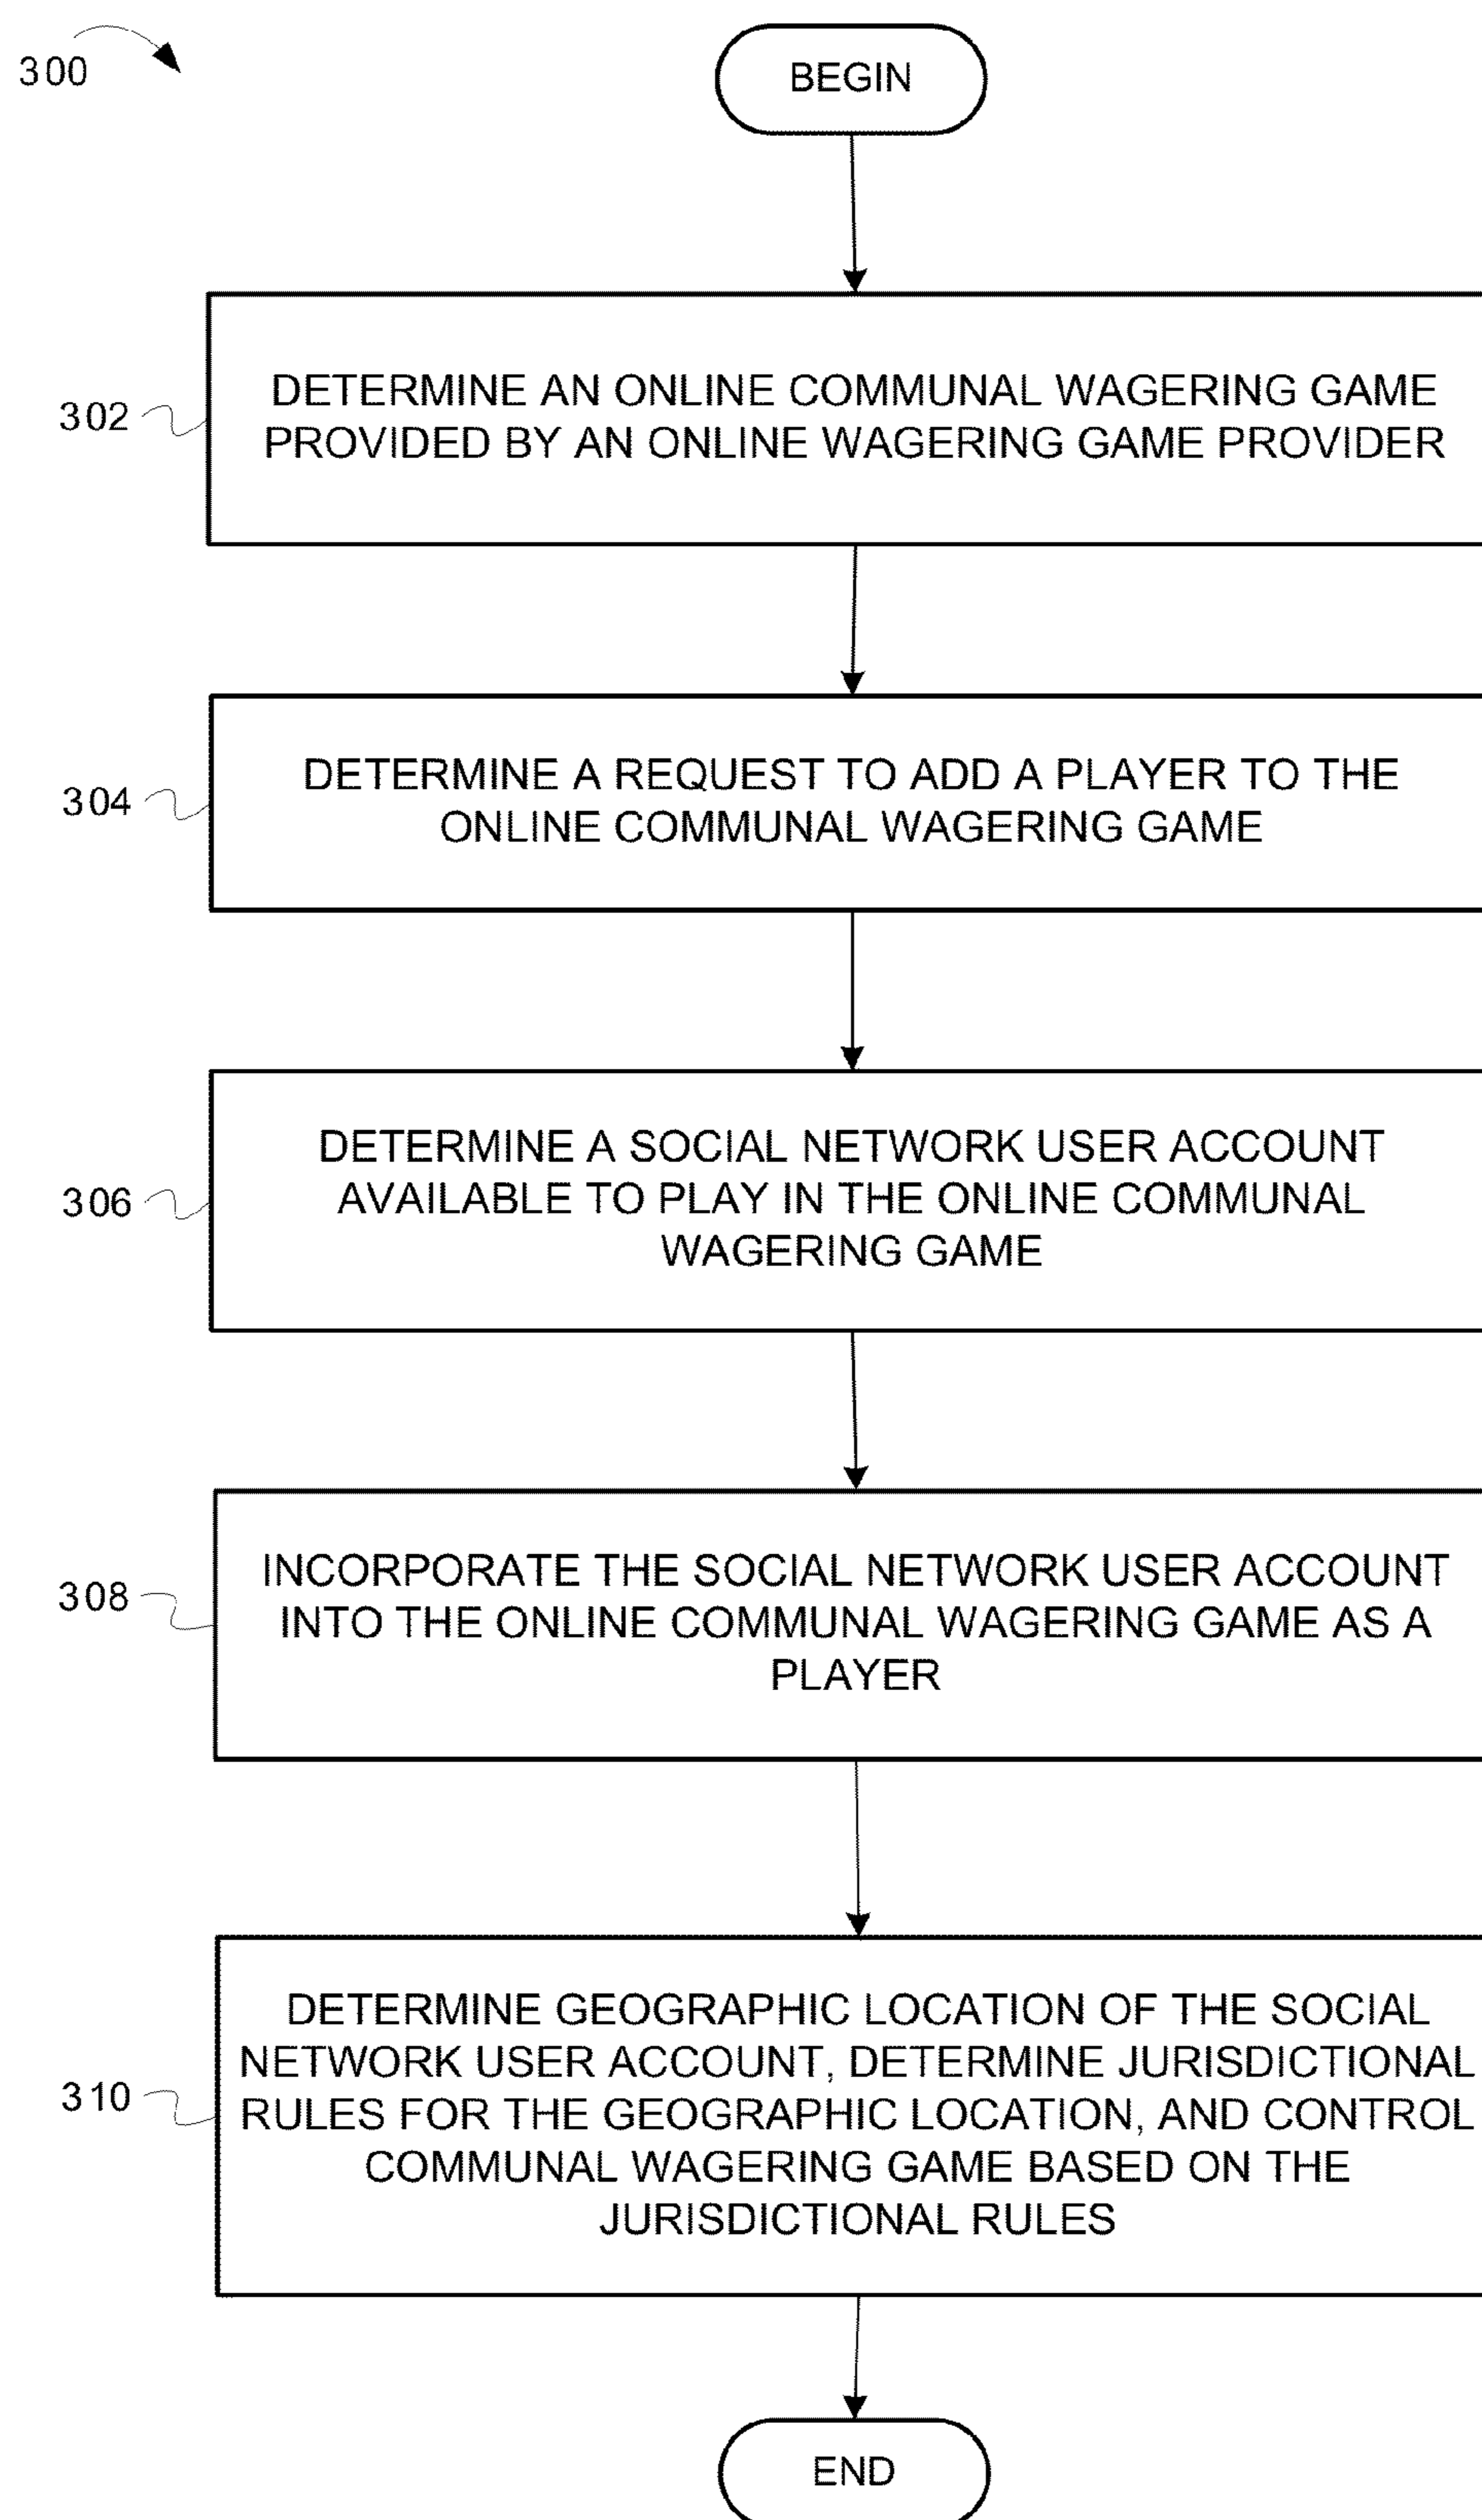 300
BEGIN
302
DETERMINE AN ONLINE COMMUNAL WAGERING GAME
PROVIDED BY AN ONLINE WAGERING GAME PROVIDER
304
DETERMINE A REQUEST TO ADD A PLAYER TO THE
ONLINE COMMUNAL WAGERING GAME
306
DETERMINE A SOCIAL NETWORK USER ACCOUNT
AVAILABLE TO PLAY IN THE ONLINE COMMUNAL
WAGERING GAME
308
INCORPORATE THE SOCIAL NETWORK USER ACCOUNT
INTO THE ONLINE COMMUNAL WAGERING GAME AS A
PLAYER
310
DETERMINE GEOGRAPHIC LOCATION OF THE SOCIAL
NETWORK USER ACCOUNT, DETERMINE JURISDICTIONAL
RULES FOR THE GEOGRAPHIC LOCATION, AND CONTROL
COMMUNAL WAGERING GAME BASED ON THE
JURISDICTIONAL RULES
END